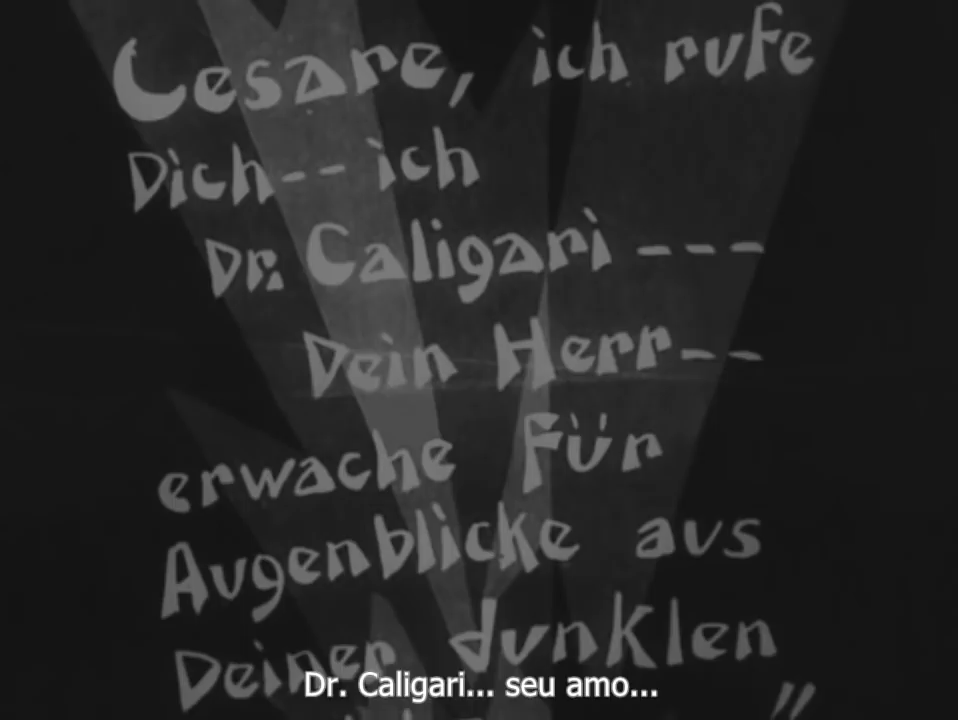 Cesare, ich rufe
Dich-- ich
Dr. Caligari ---
Dein Herr--
erwache für
Augenblicke aus
Deiner dunklen
Dr. Caligari... seu amo...
"